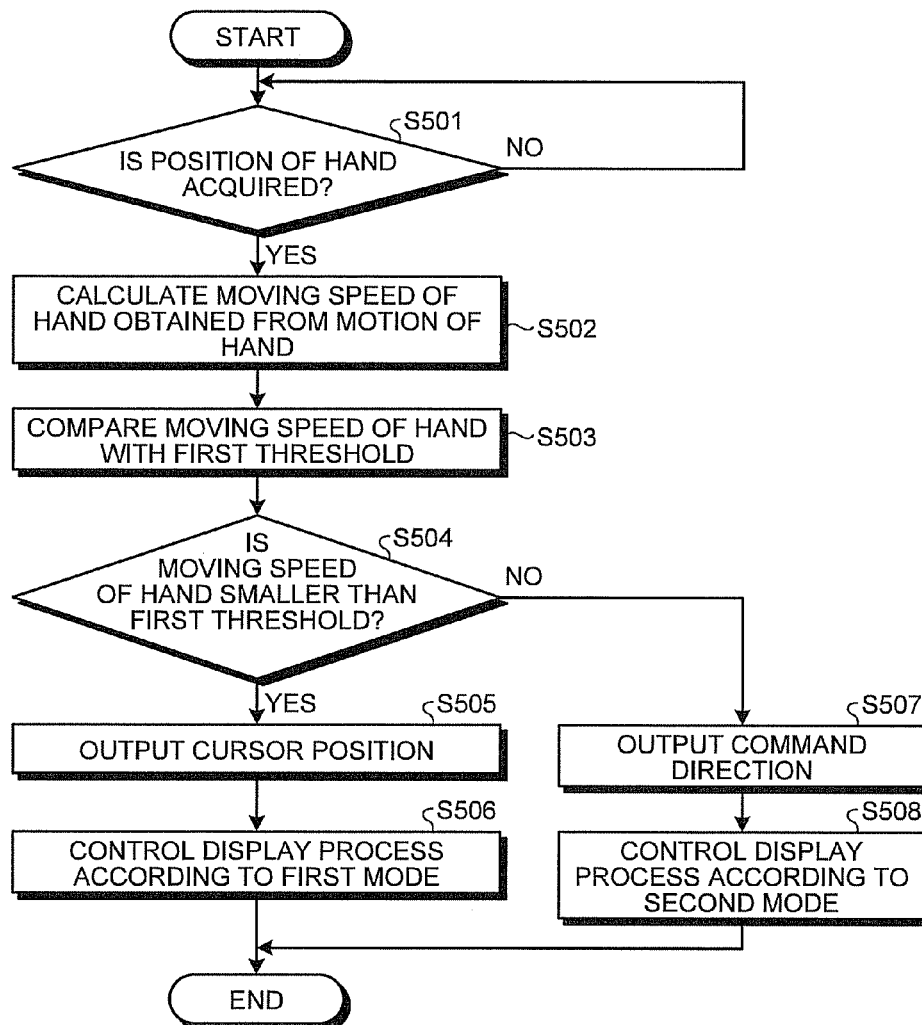 START
S501
IS POSITION OF HAND
ACQUIRED?
NO
YES
CALCULATE MOVING SPEED OF
HAND OBTAINED FROM MOTION OF
HAND
S502
COMPARE MOVING SPEED OF HAND
WITH FIRST THRESHOLD
S503
IS
MOVING SPEED
OF HAND SMALLER THAN
FIRST THRESHOLD?
S504
NO
YES
S505
OUTPUT CURSOR POSITION
S506
CONTROL DISPLAY PROCESS
ACCORDING TO FIRST MODE
S507
OUTPUT COMMAND
DIRECTION
S508
CONTROL DISPLAY
PROCESS ACCORDING TO
SECOND MODE
END